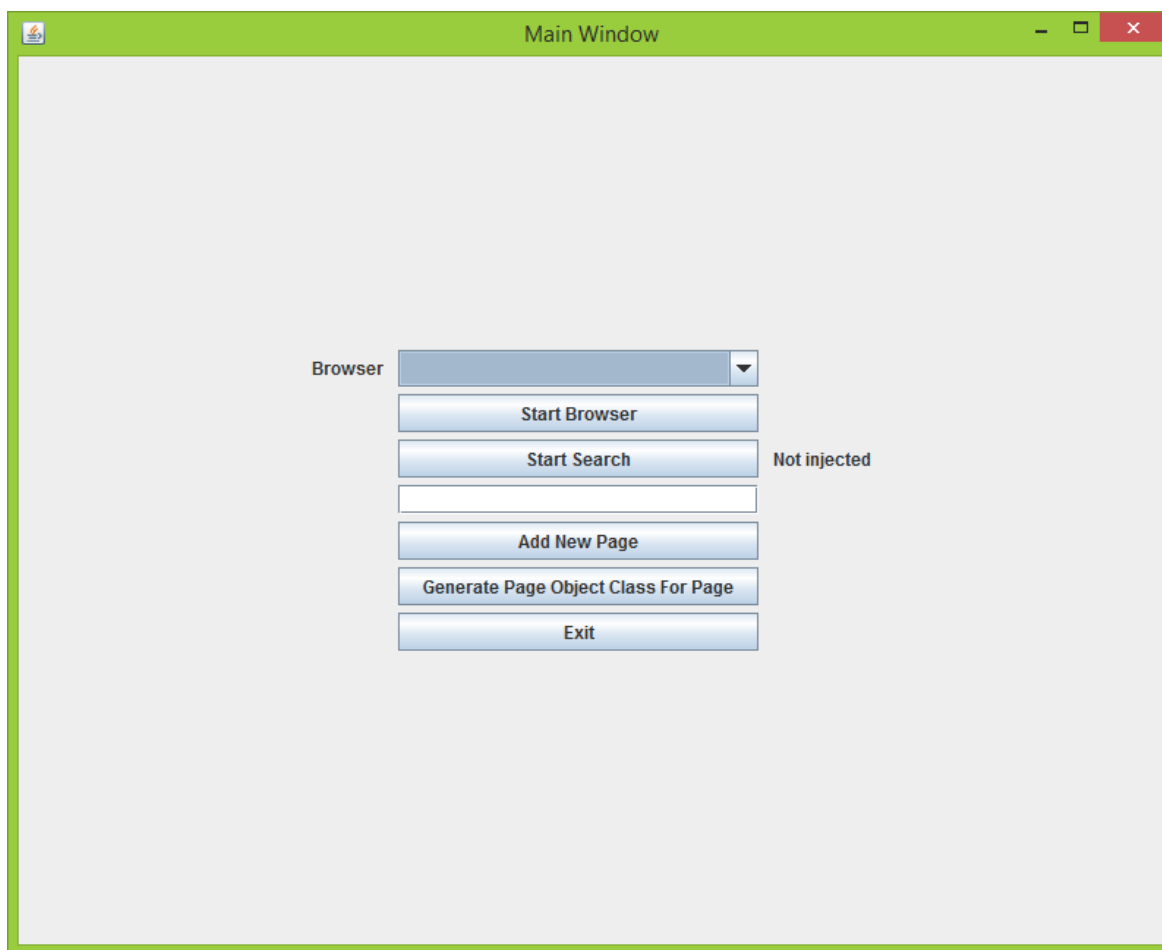 Main Window
Browser
Start Browser
Start Search Not injected
Add New Page
Generate Page Object Class For Page
Exit